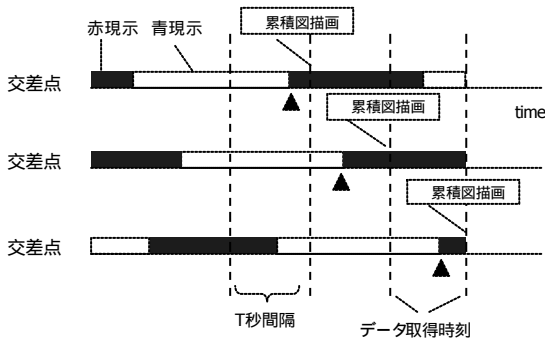 累積図描画
赤現示 青現示
交差点
time
累積図描画
交差点
累積図描画
交差点
T秒間隔
データ取得時刻